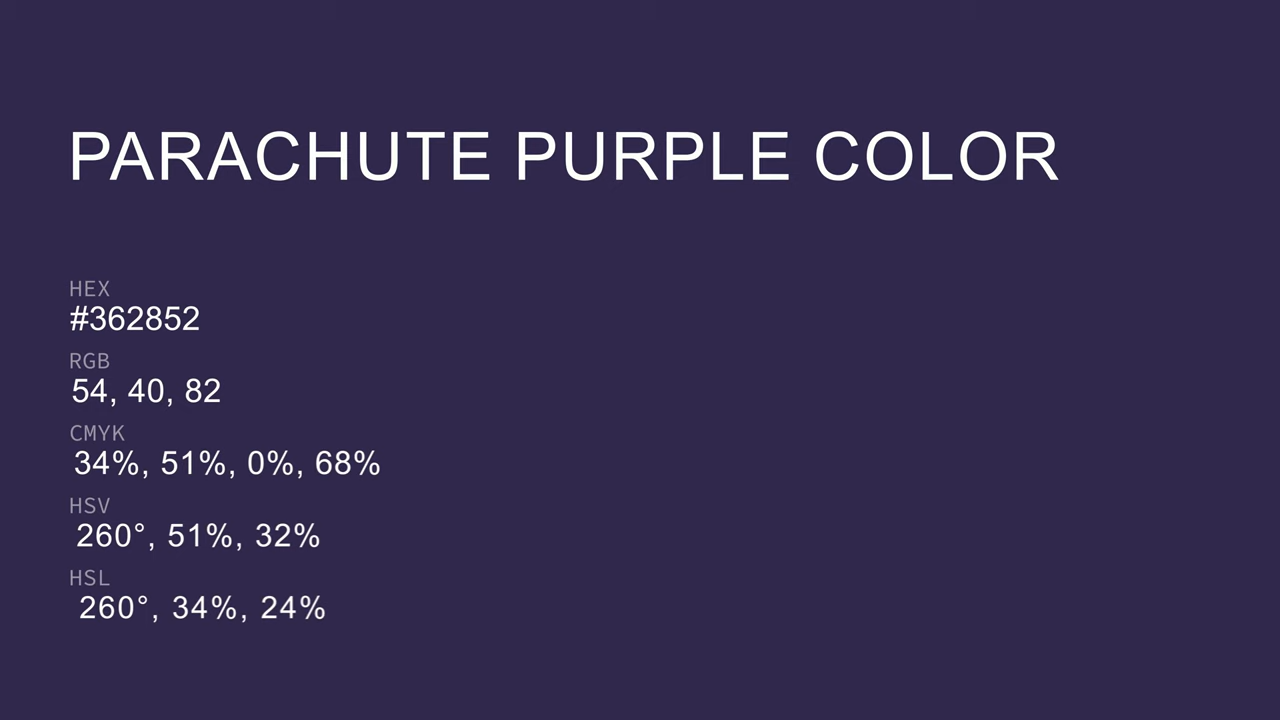 PARACHUTE PURPLE COLOR
HEX
#362852
RGB
54, 40, 82
CMYK
34%, 51%, 0%, 68%
HSV
260°, 51%, 32%
HSL
260°, 34%, 24%